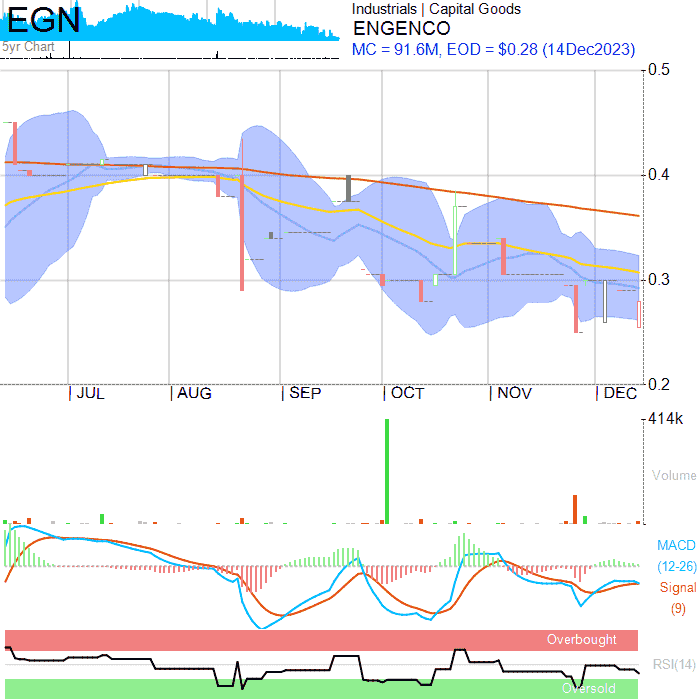 EGN
Industrials | Capital Goods
ENGENCO
5yr Chart
MC = 91.6M, EOD = $0.28 (14Dec2023)
0.5
0.4
0.3
0.2
|JUL |AUG |SEP |OCT |NOV |DEC
414k
Volume
MACD
(12-26)
Signal
(9)
Overbought
RSI(14)
Oversold